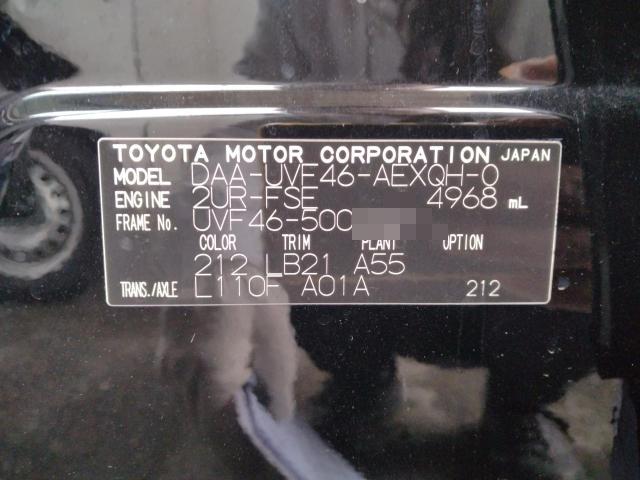 TOYOTA MOTOR CORPORATION JAPAN
MODEL DAA-UVF46-AEXQH-O
ENGINE 2UR-FSE 4968 mL
FRAME No. UVF46-500
COLOR TRIM PLANT OPTION
212 LB21 A55
TRANS./AXLE L110F A01A 212